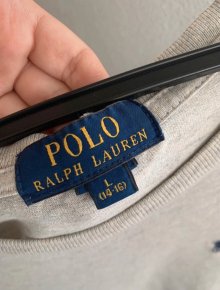 POLO
RALPH LAUREN
L
(14-16)